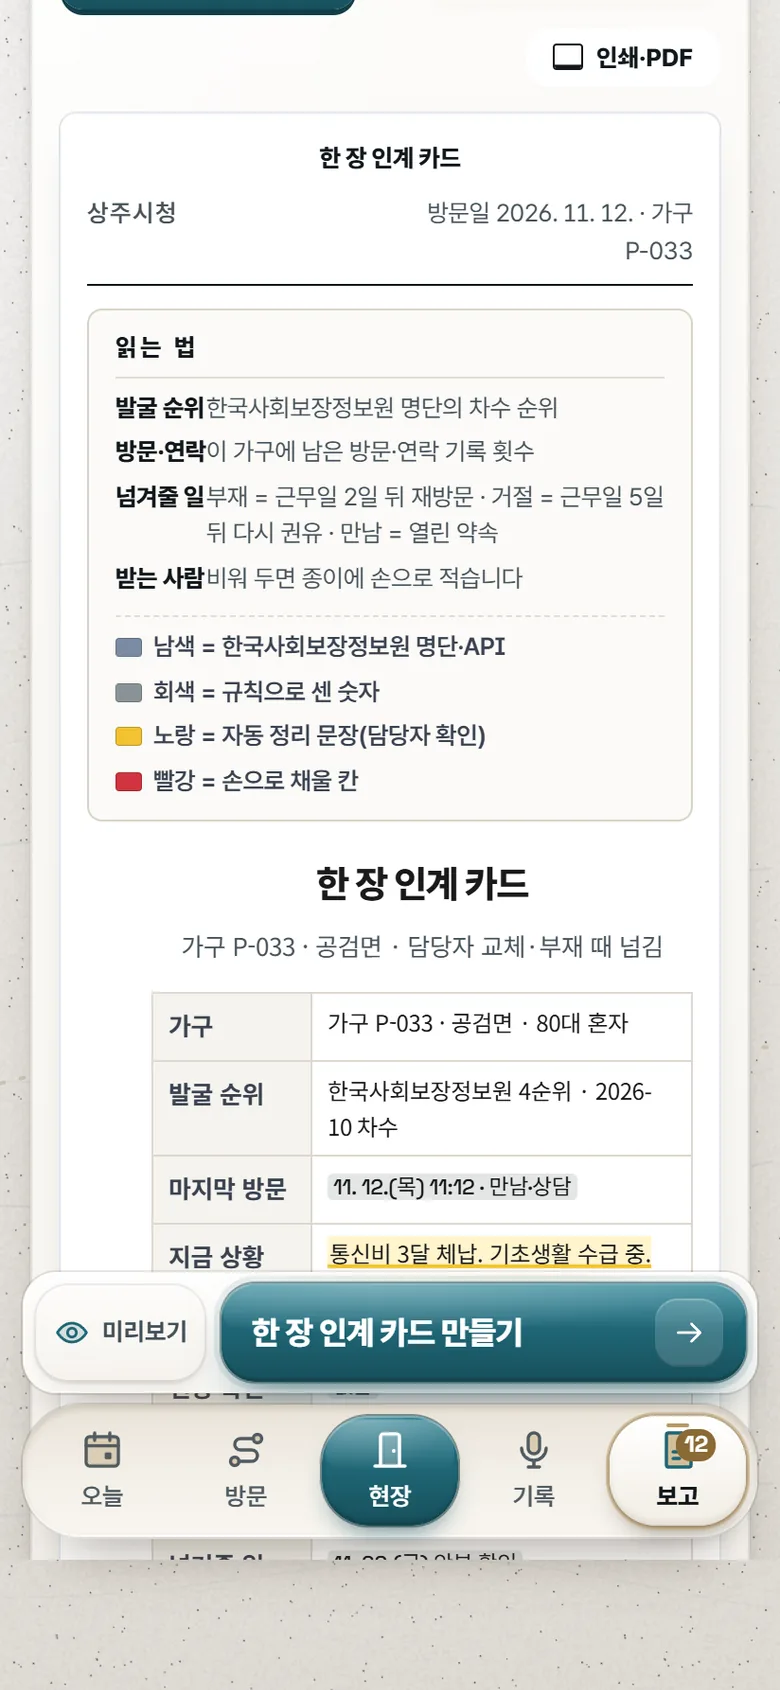 인쇄·PDF
한 장 인계 카드
상주시청
방문일 2026. 11. 12. · 가구
P-033
읽는 법
발굴 순위 한국사회보장정보원 명단의 차수 순위
방문·연락 이 가구에 남은 방문·연락 기록 횟수
넘겨줄 일 부재 = 근무일 2일 뒤 재방문 · 거절 = 근무일 5일
뒤 다시 권유 · 만남 = 열린 약속
받는 사람 비워 두면 종이에 손으로 적습니다
남색 = 한국사회보장정보원 명단·API
회색 = 규칙으로 센 숫자
노랑 = 자동 정리 문장(담당자 확인)
빨강 = 손으로 채울 칸
한 장 인계 카드
가구 P-033 · 공검면 · 담당자 교체·부재 때 넘김
가구
가구 P-033 · 공검면 · 80대 혼자
발굴 순위
한국사회보장정보원 4순위 · 2026-
10 차수
마지막 방문
11. 12.(목) 11:12 · 만남·상담
지금 상황
통신비 3달 체납. 기초생활 수급 중.
미리보기
한 장 인계 카드 만들기
오늘
방문
현장
기록
12
보고